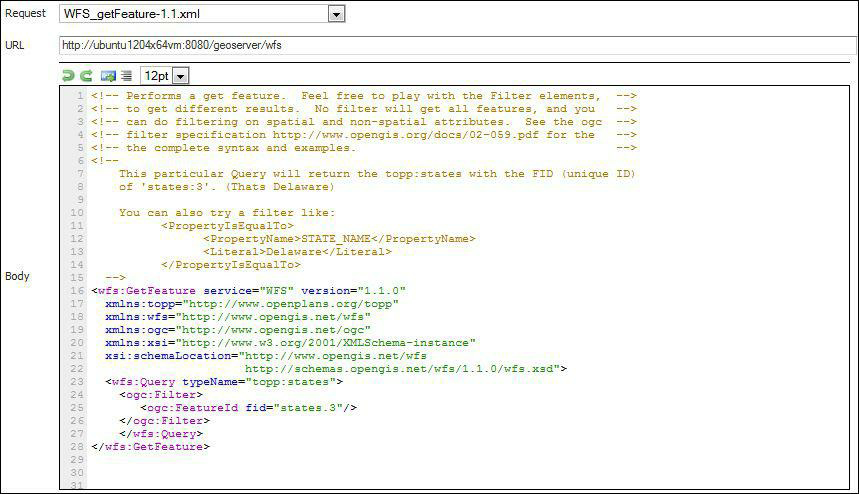 Request WFS_getFeature-1.1.xml
URL http://ubuntu1204x64vm:8080/geoserver/wfs
12pt
1 <!-- Performs a get feature.  Feel free to play with the Filter elements,  -->
2 <!-- to get different results.  No filter will get all features, and you   -->
3 <!-- can do filtering on spatial and non-spatial attributes.  See the ogc  -->
4 <!-- filter specification http://www.opengis.org/docs/02-059.pdf for the   -->
5 <!-- the complete syntax and examples.                                     -->
6 <!--
7     This particular Query will return the topp:states with the FID (unique ID)
8     of 'states:3'. (Thats Delaware)
9
10     You can also try a filter like:
11           <PropertyIsEqualTo>
12                 <PropertyName>STATE_NAME</PropertyName>
13                 <Literal>Delaware</Literal>
14           </PropertyIsEqualTo>
Body
15   -->
16 <wfs:GetFeature service="WFS" version="1.1.0"
17   xmlns:topp="http://www.openplans.org/topp"
18   xmlns:wfs="http://www.opengis.net/wfs"
19   xmlns:ogc="http://www.opengis.net/ogc"
20   xmlns:xsi="http://www.w3.org/2001/XMLSchema-instance"
21   xsi:schemaLocation="http://www.opengis.net/wfs
22                       http://schemas.opengis.net/wfs/1.1.0/wfs.xsd">
23   <wfs:Query typeName="topp:states">
24     <ogc:Filter>
25        <ogc:FeatureId fid="states.3"/>
26     </ogc:Filter>
27     </wfs:Query>
28 </wfs:GetFeature>
29
30
31